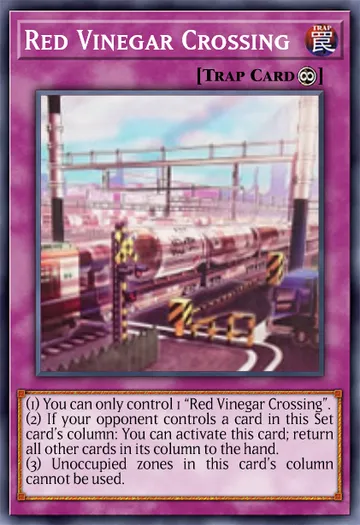 RED VINEGAR CROSSING
TRAP
罠
[TRAP CARD]
(1) You can only control 1 “Red Vinegar Crossing”.
(2) If your opponent controls a card in this Set
card’s column: You can activate this card; return
all other cards in its column to the hand.
(3) Unoccupied zones in this card’s column
cannot be used.